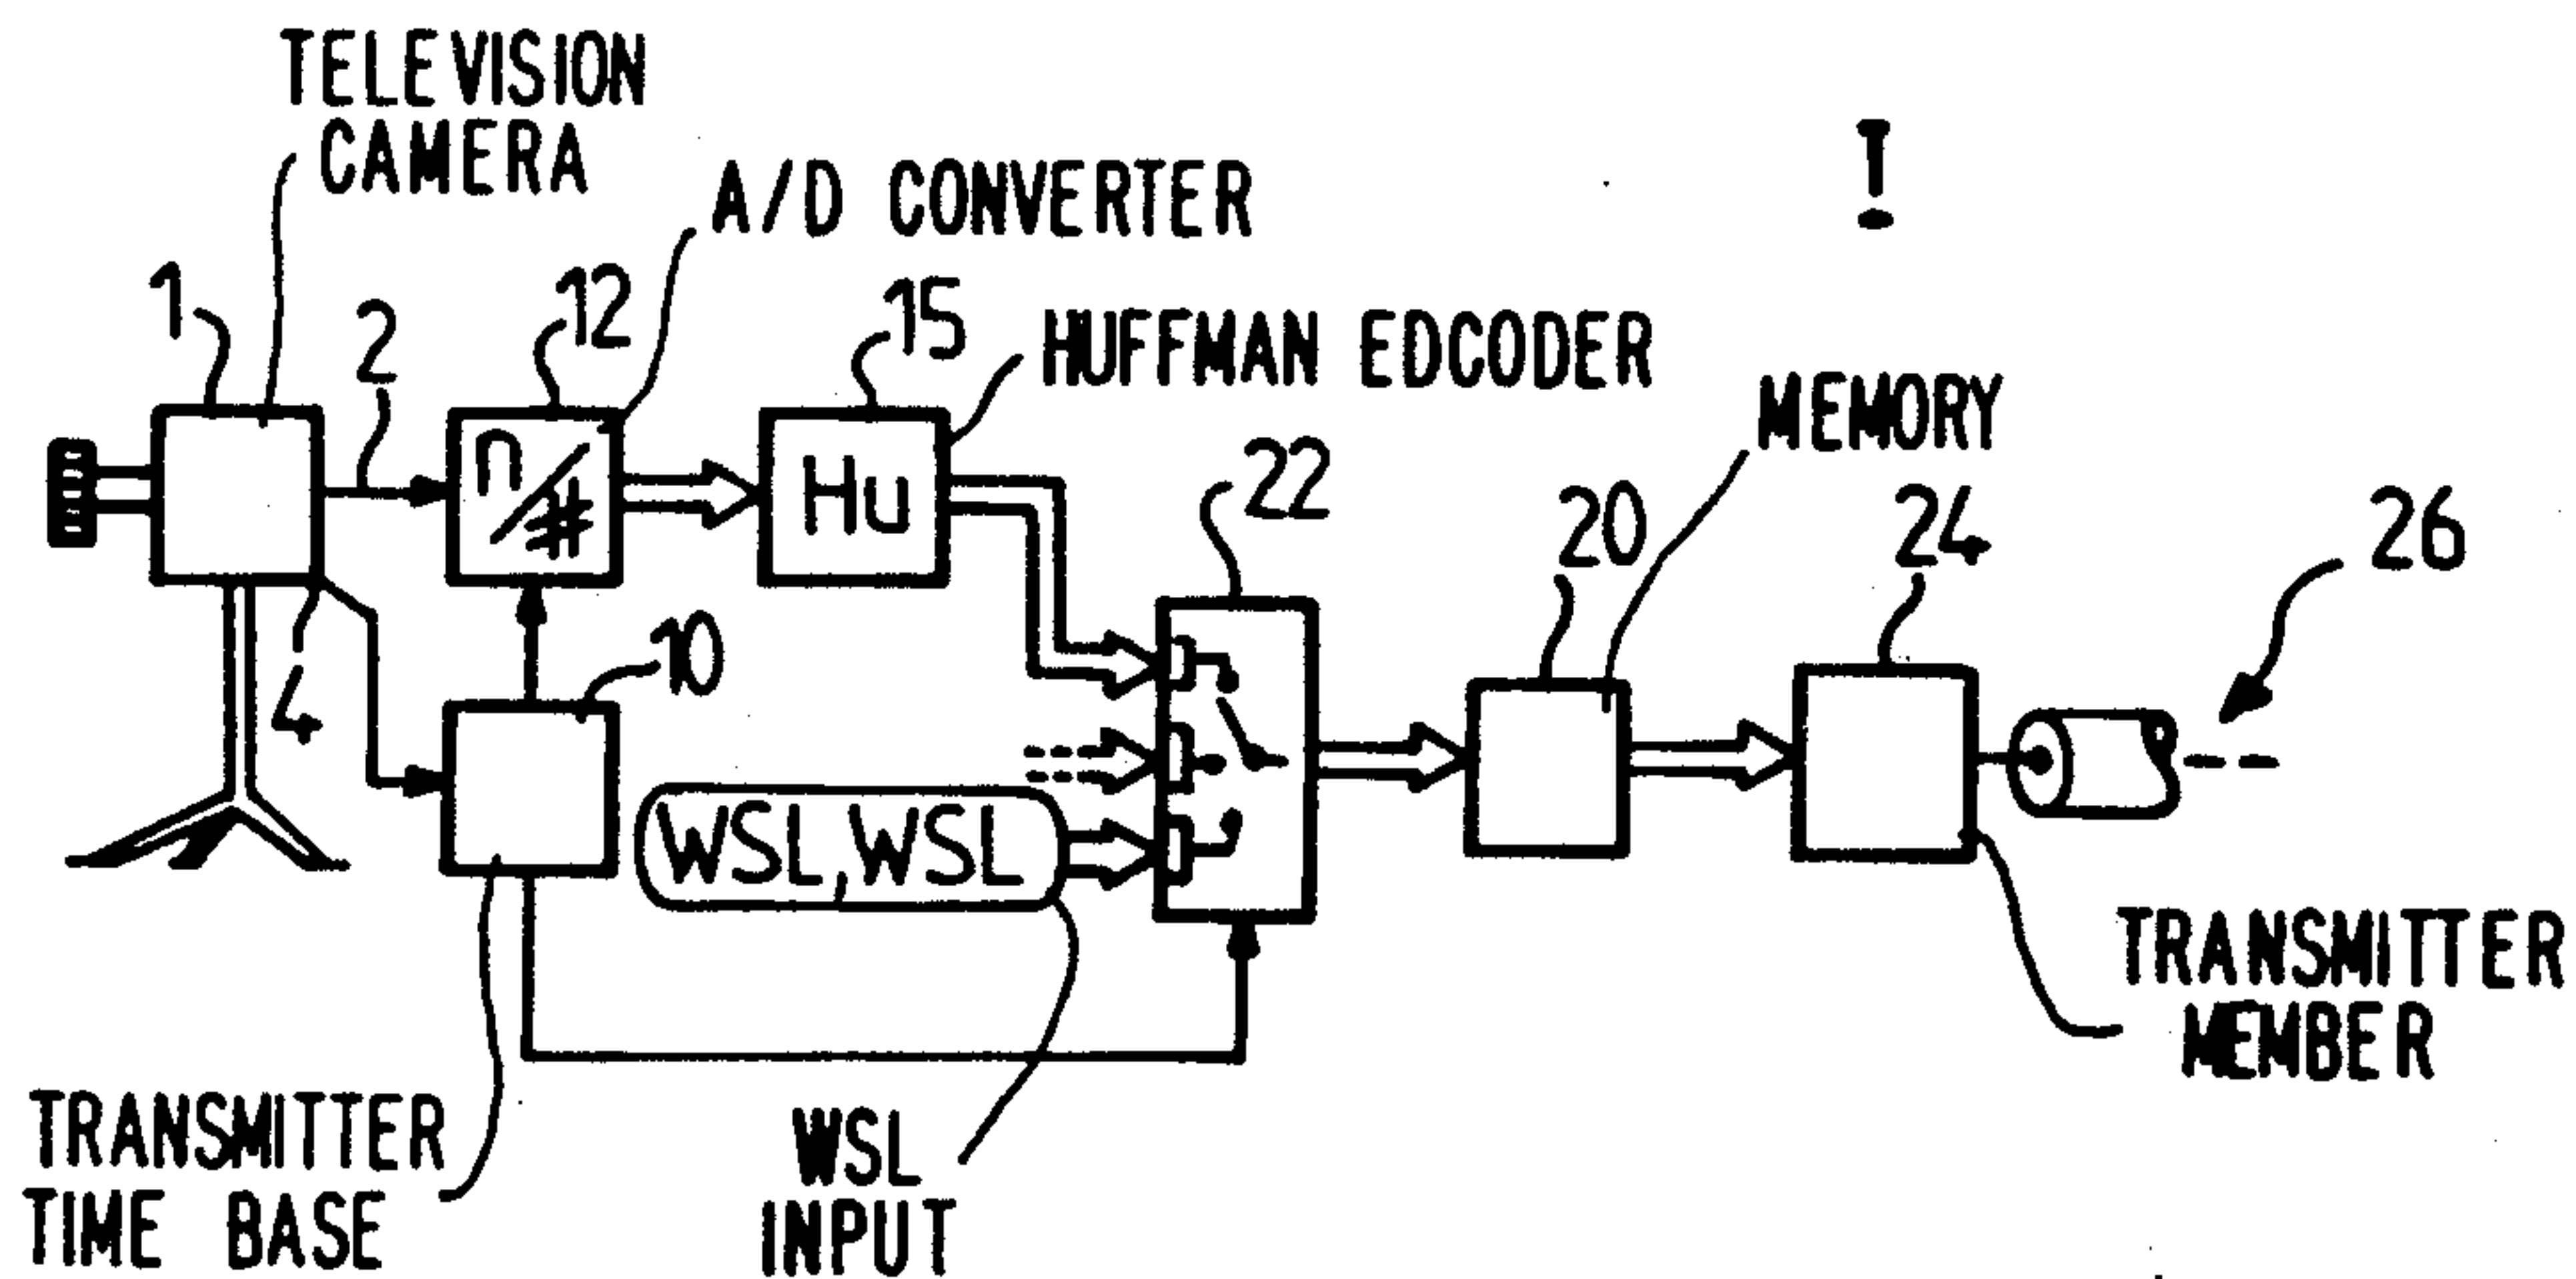 TELEVISION
CAMERA
A/D CONVERTER
I
1
2
12
15
HUFFMAN EDCODER
MEMORY
n/#
Hu
22
20
24
26
4
10
WSL, WSL
TRANSMITTER
MEMBER
TRANSMITTER
TIME BASE
WSL
INPUT